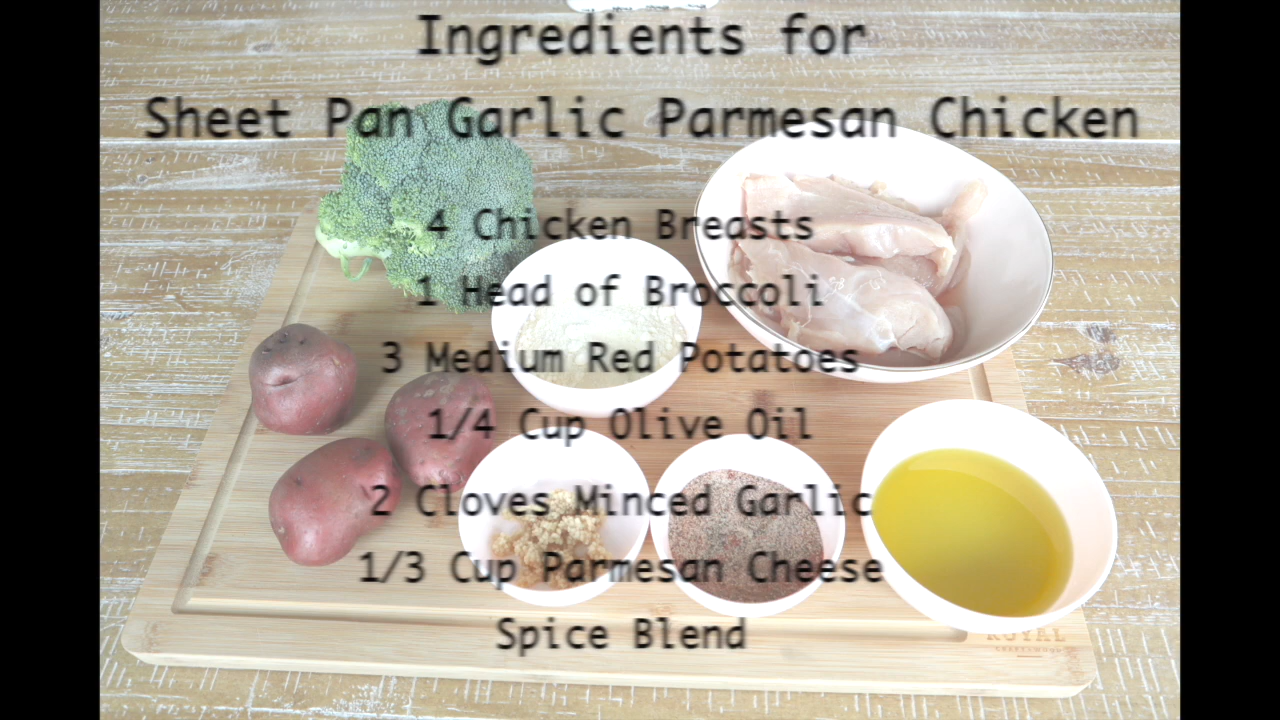 Ingredients for
Sheet Pan Garlic Parmesan Chicken
4 Chicken Breasts
1 Head of Broccoli
3 Medium Red Potatoes
1/4 Cup Olive Oil
2 Cloves Minced Garlic
1/3 Cup Parmesan Cheese
Spice Blend
ROYAL